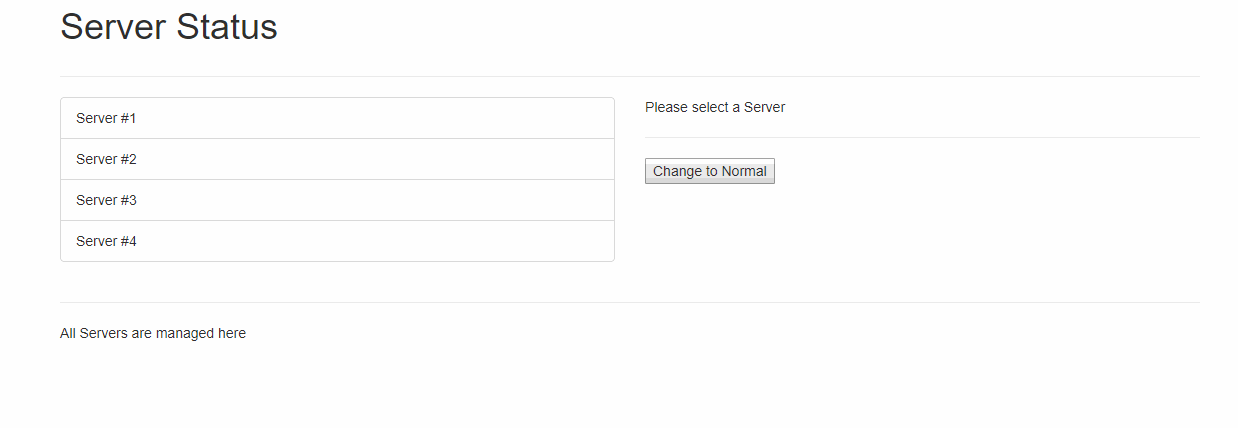 Server Status
Server #1
Server #2
Server #3
Server #4
Please select a Server
Change to Normal
All Servers are managed here